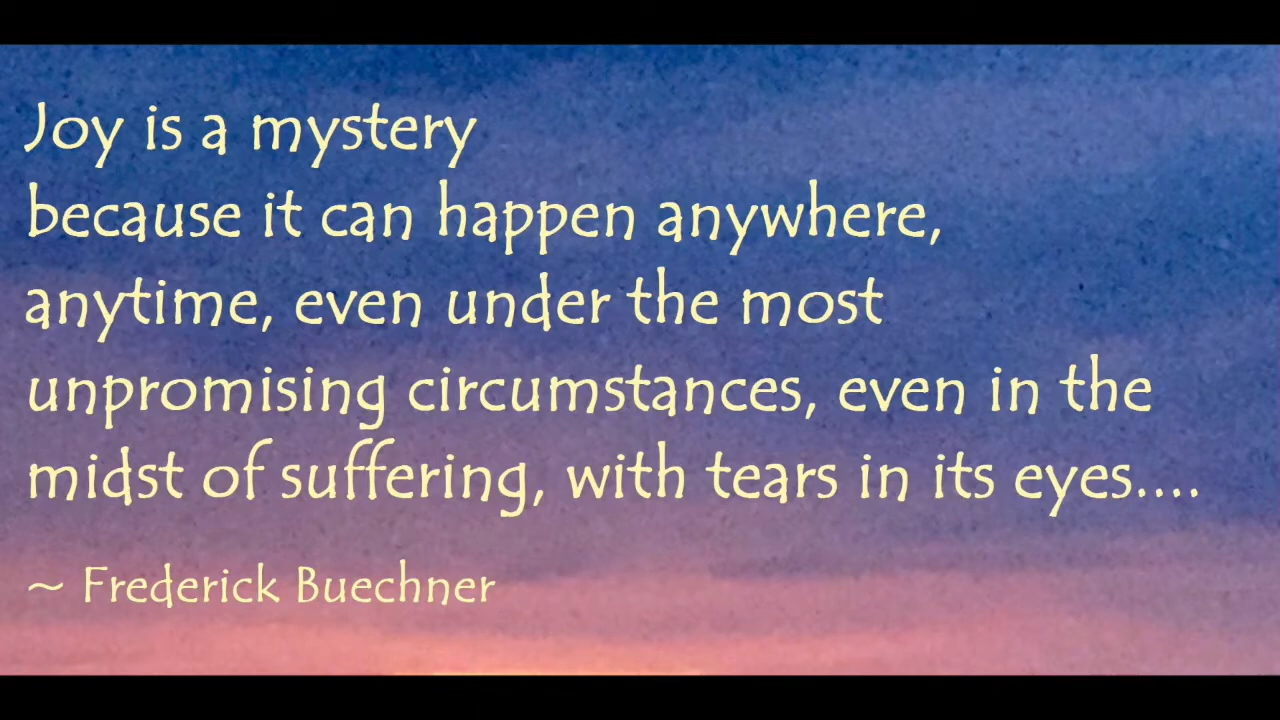 Joy is a mystery
because it can happen anywhere,
anytime, even under the most
unpromising circumstances, even in the
midst of suffering, with tears in its eyes....
~ Frederick Buechner